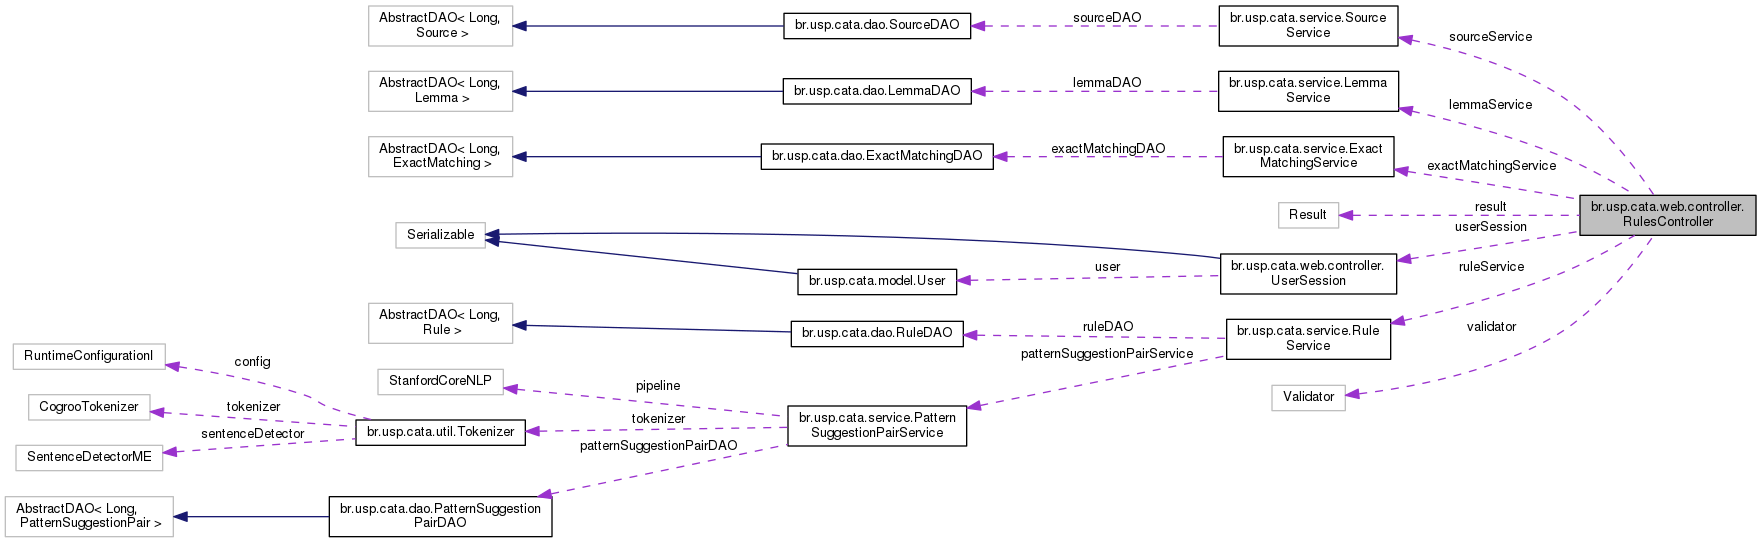 AbstractDAO< Long,
Source >
br.usp.cata.dao.SourceDAO
sourceDAO
br.usp.cata.service.Source
Service
sourceService
AbstractDAO< Long,
Lemma >
br.usp.cata.dao.LemmaDAO
lemmaDAO
br.usp.cata.service.Lemma
Service
lemmaService
AbstractDAO< Long,
ExactMatching >
br.usp.cata.dao.ExactMatchingDAO
exactMatchingDAO
br.usp.cata.service.Exact
MatchingService
exactMatchingService
Result
result
br.usp.cata.web.controller.
RulesController
Serializable
br.usp.cata.model.User
user
br.usp.cata.web.controller.
UserSession
userSession
AbstractDAO< Long,
Rule >
br.usp.cata.dao.RuleDAO
ruleDAO
br.usp.cata.service.Rule
Service
ruleService
validator
Validator
patternSuggestionPairService
RuntimeConfigurationI
config
StanfordCoreNLP
pipeline
CogrooTokenizer
tokenizer
br.usp.cata.util.Tokenizer
tokenizer
br.usp.cata.service.Pattern
SuggestionPairService
sentenceDetector
SentenceDetectorME
patternSuggestionPairDAO
AbstractDAO< Long,
PatternSuggestionPair >
br.usp.cata.dao.PatternSuggestion
PairDAO